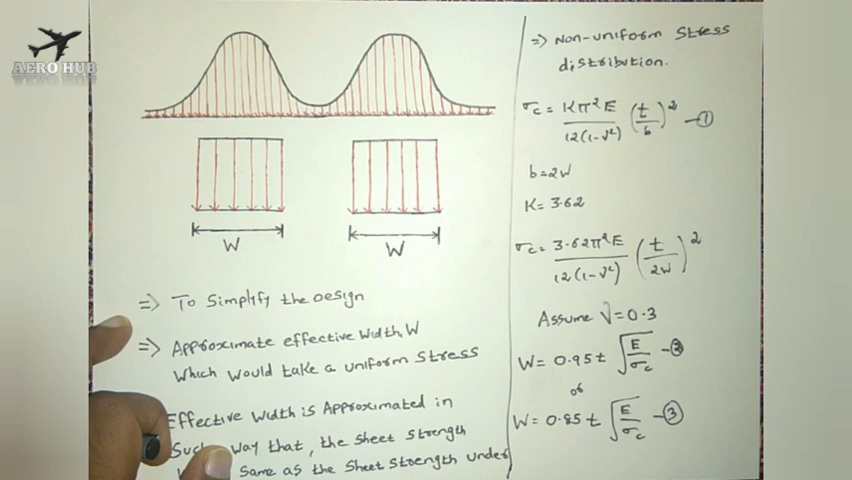 AERO HUB
W
W
=> To simplify the Design
=> Approximate effective width, W
Which would take a uniform stress
Effective width is Approximated in
Such way that, the sheet strength
same as the sheet strength under
=> Non-uniform stress
distribution.
σc = Kπ²E / 12(1-ν²) (t/b)² —①
b=2W
K= 3.62
σc = 3.62π²E / 12(1-ν²) (t/2W)²
Assume ν = 0.3
W = 0.95 t √(E/σc) —②
or
W = 0.85 t √(E/σc) —③